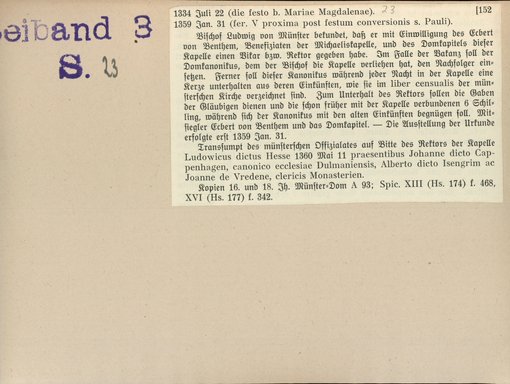 1334 Juli 22 (die festo b. Mariae Magdalenae). 23 [152
1359 Jan. 31 (fer. V proxima post festum conversionis s. Pauli).
Bischof Ludwig von Münster bekundet, daß er mit Einwilligung des Ecbert
von Benthem, Benefiziaten der Michaeliskapelle, und des Domkapitels dieser
Kapelle einen Vikar bzw. Rektor gegeben habe. Im Falle der Vakanz soll der
Domkanonikus, dem der Bischof die Kapelle verliehen hat, den Nachfolger ein-
setzen. Ferner soll dieser Kanonikus während jeder Nacht in der Kapelle eine
Kerze unterhalten aus deren Einkünften, wie sie im liber censualis der mün-
sterschen Kirche verzeichnet sind. Zum Unterhalt des Rektors sollen die Gaben
der Gläubigen dienen und die schon früher mit der Kapelle verbundenen 6 Schil-
ling, während sich der Kanonikus mit den alten Einkünften begnügen soll. Mit-
siegler Ecbert von Benthem und das Domkapitel. — Die Ausstellung der Urkunde
erfolgte erst 1359 Jan. 31.
Transsumpt des münsterschen Offizialates auf Bitte des Rektors der Kapelle
Ludowicus dictus Hesse 1360 Mai 11 praesentibus Johanne dicto Cap-
penhagen, canonico ecclesiae Dulmaniensis, Alberto dicto Isengrim ac
Joanne de Vredene, clericis Monasterien.
Kopien 16. und 18. Jh. Münster-Dom A 93; Spic. XIII (Hs. 174) f. 468,
XVI (Hs. 177) f. 342.
eiband 3
S. 23